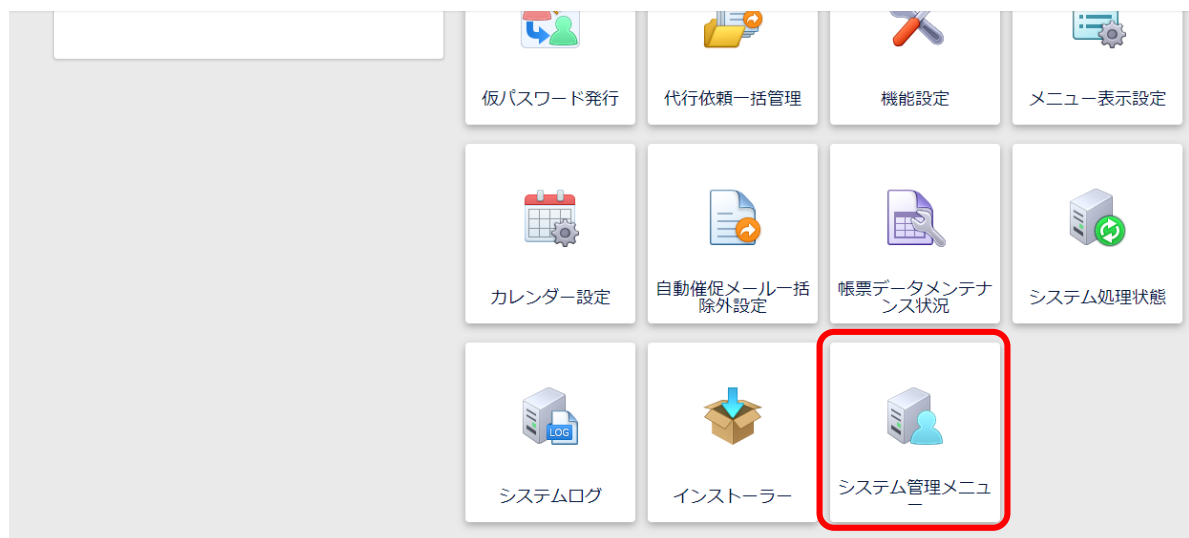 仮パスワード発行
代行依頼一括管理
機能設定
メニュー表示設定
カレンダー設定
自動催促メール一括
除外設定
帳票データメンテナ
ンス状況
システム処理状態
LOG
システムログ
インストーラー
システム管理メニュ
ー